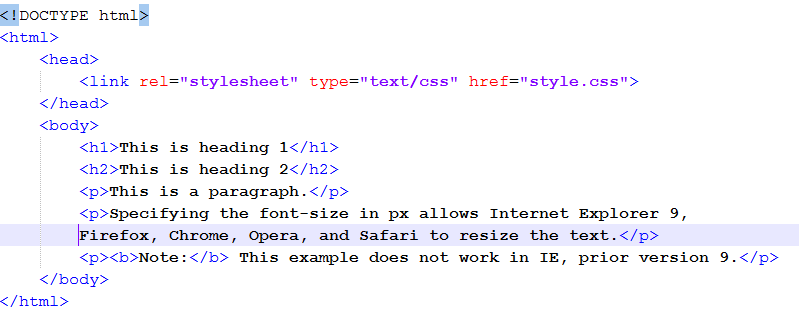 <!DOCTYPE html>
<html>
    <head>
        <link rel="stylesheet" type="text/css" href="style.css">
    </head>
    <body>
        <h1>This is heading 1</h1>
        <h2>This is heading 2</h2>
        <p>This is a paragraph.</p>
        <p>Specifying the font-size in px allows Internet Explorer 9,
        Firefox, Chrome, Opera, and Safari to resize the text.</p>
        <p><b>Note:</b> This example does not work in IE, prior version 9.</p>
    </body>
</html>